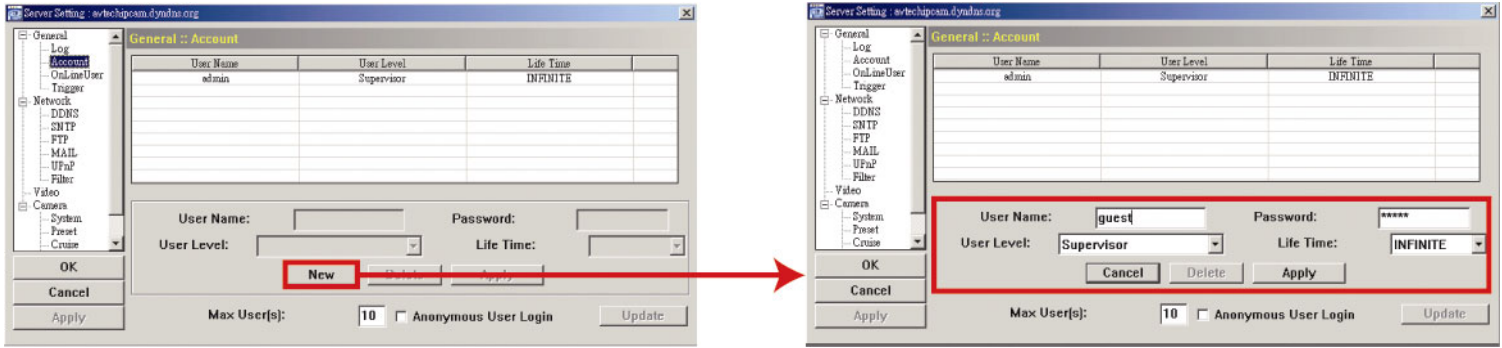 Server Setting : avtechipcam.dyndns.org
General
Log
Account
OnLineUser
Trigger
Network
DDNS
SNTP
FTP
MAIL
UPnP
Filter
Video
Camera
System
Preset
Cruise
OK
Cancel
Apply
General :: Account
User Name User Level Life Time
admin Supervisor INFINITE
User Name: Password:
User Level: Life Time:
New Delete Apply
Max User(s): 10 Anonymous User Login Update
Server Setting : avtechipcam.dyndns.org
General
Log
Account
OnLineUser
Trigger
Network
DDNS
SNTP
FTP
MAIL
UPnP
Filter
Video
Camera
System
Preset
Cruise
OK
Cancel
Apply
General :: Account
User Name User Level Life Time
admin Supervisor INFINITE
User Name: guest Password: *****
User Level: Supervisor Life Time: INFINITE
Cancel Delete Apply
Max User(s): 10 Anonymous User Login Update